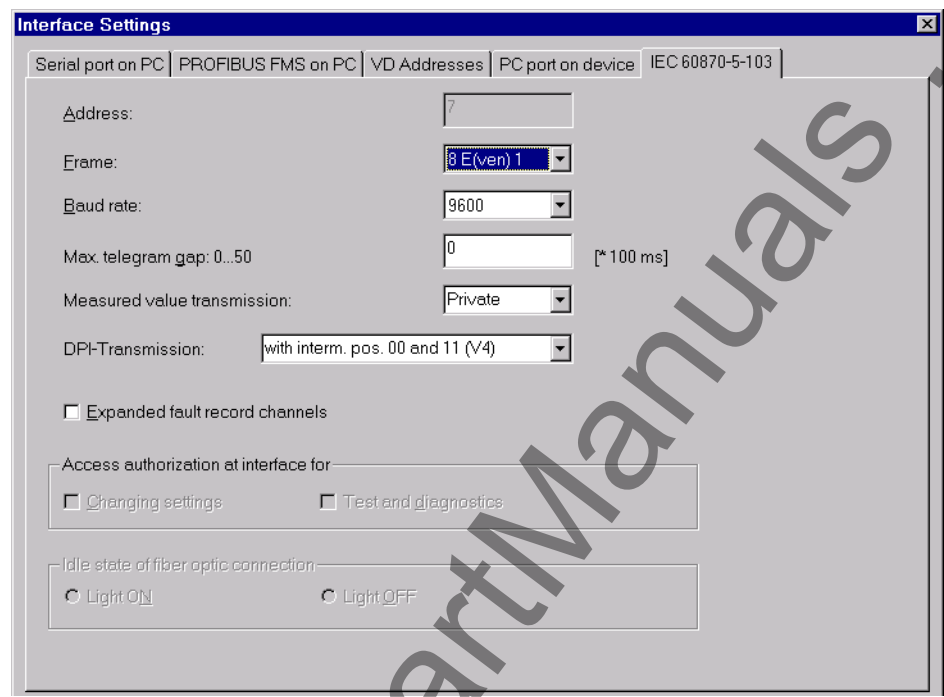 Interface Settings
Serial port on PC PROFIBUS FMS on PC VD Addresses PC port on device IEC 60870-5-103
Address: 7
Frame: 8 E(ven) 1
Baud rate: 9600
Max. telegram gap: 0...50 0 [* 100 ms]
Measured value transmission: Private
DPI-Transmission: with interm. pos. 00 and 11 (V4)
Expanded fault record channels
Access authorization at interface for
Changing settings Test and diagnostics
Idle state of fiber optic connection
Light ON Light OFF
artManuals